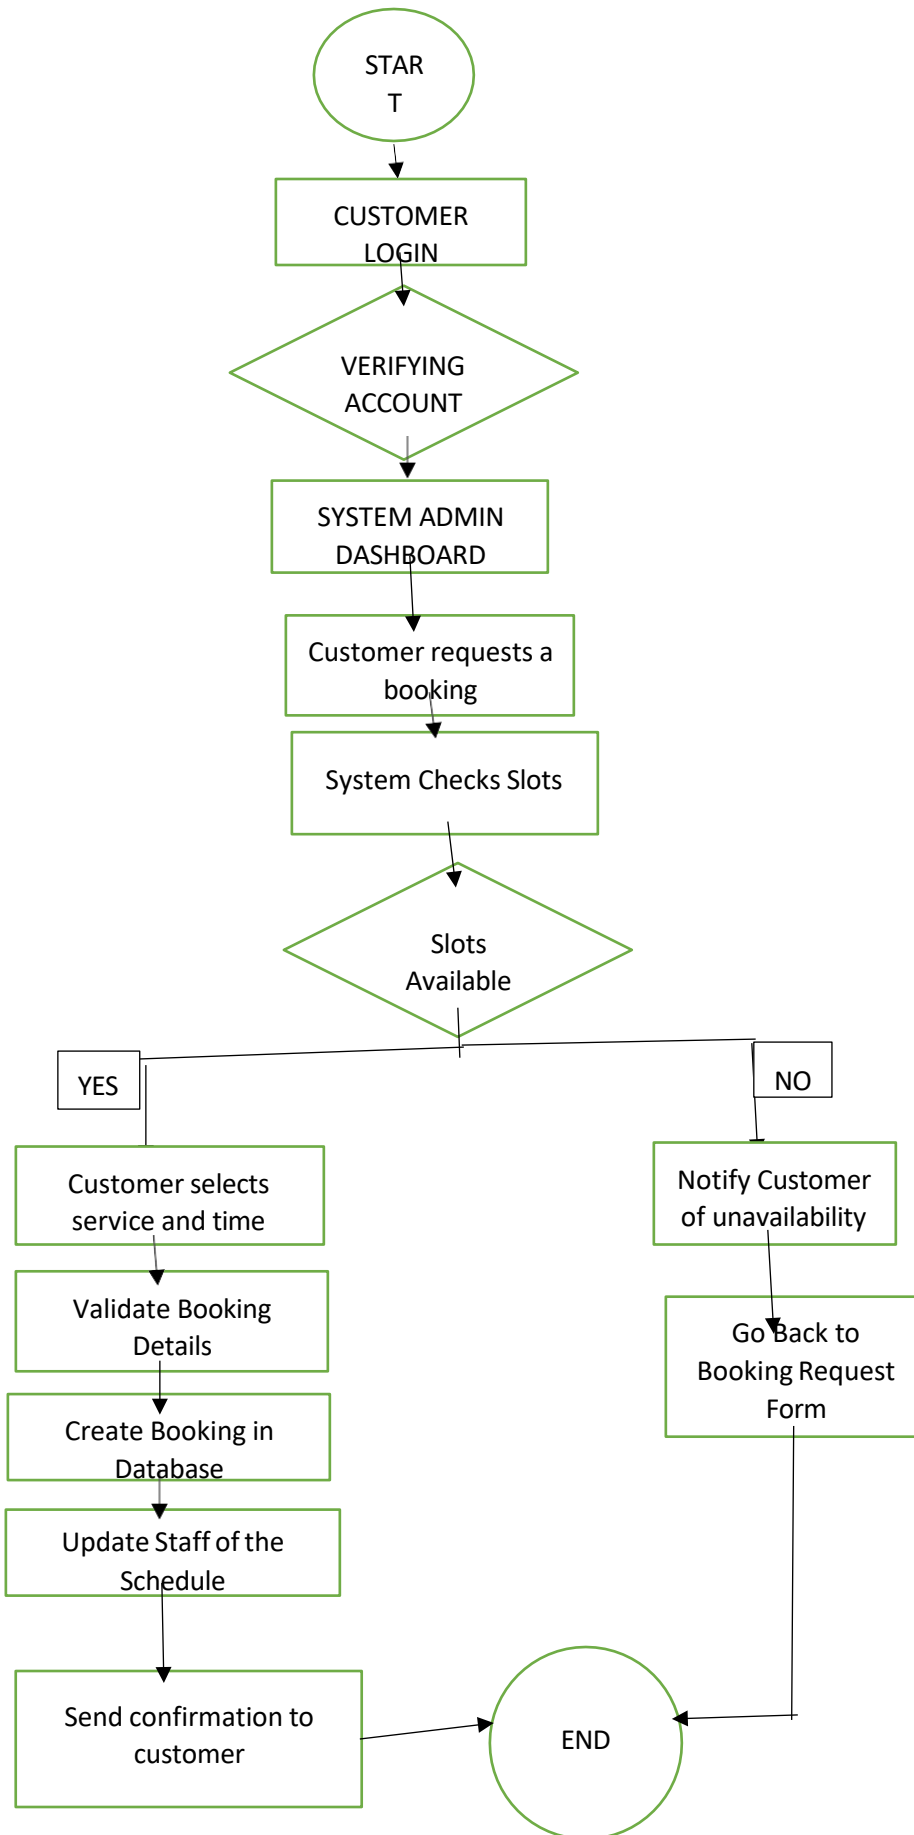 STAR
T
CUSTOMER
LOGIN
VERIFYING
ACCOUNT
SYSTEM ADMIN
DASHBOARD
Customer requests a
booking
System Checks Slots
Slots
Available
YES
NO
Customer selects
service and time
Notify Customer
of unavailability
Validate Booking
Details
Go Back to
Booking Request
Form
Create Booking in
Database
Update Staff of the
Schedule
Send confirmation to
customer
END